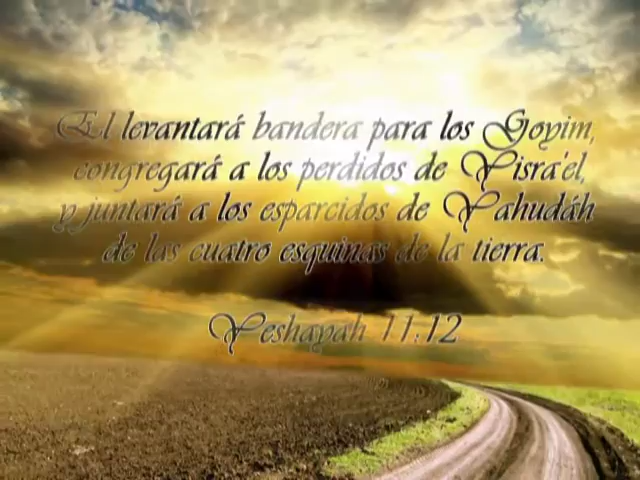 El levantará bandera para los Goyim,
congregará a los perdidos de Yisra'el,
y juntará a los esparcidos de Yahudáh
de las cuatro esquinas de la tierra.
Yeshayah 11:12